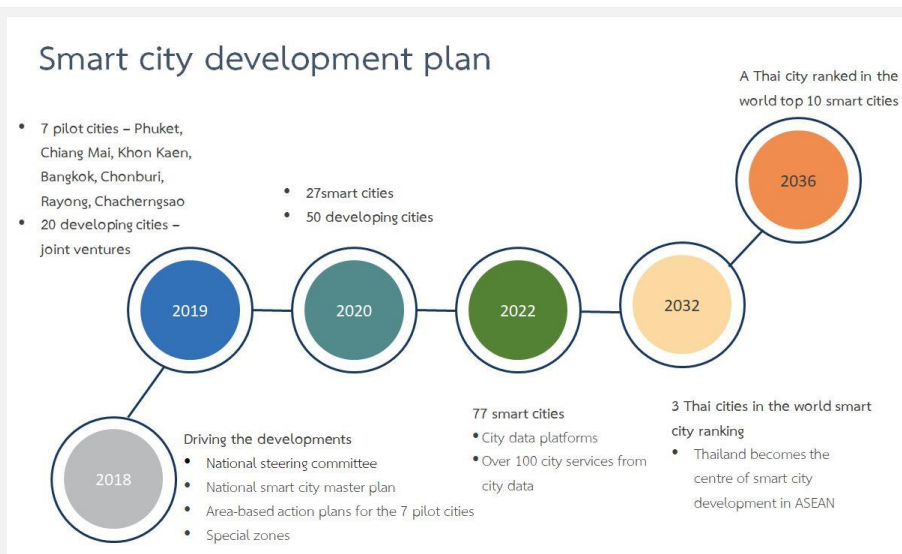 Smart city development plan
A Thai city ranked in the
world top 10 smart cities
• 7 pilot cities – Phuket,
Chiang Mai, Khon Kaen,
Bangkok, Chonburi,
Rayong, Chacherngsao
• 20 developing cities –
joint ventures
• 27smart cities
• 50 developing cities
2036
2019
2020
2022
2032
2018
Driving the developments
• National steering committee
• National smart city master plan
• Area-based action plans for the 7 pilot cities
• Special zones
77 smart cities
• City data platforms
• Over 100 city services from
city data
3 Thai cities in the world smart
city ranking
• Thailand becomes the
centre of smart city
development in ASEAN